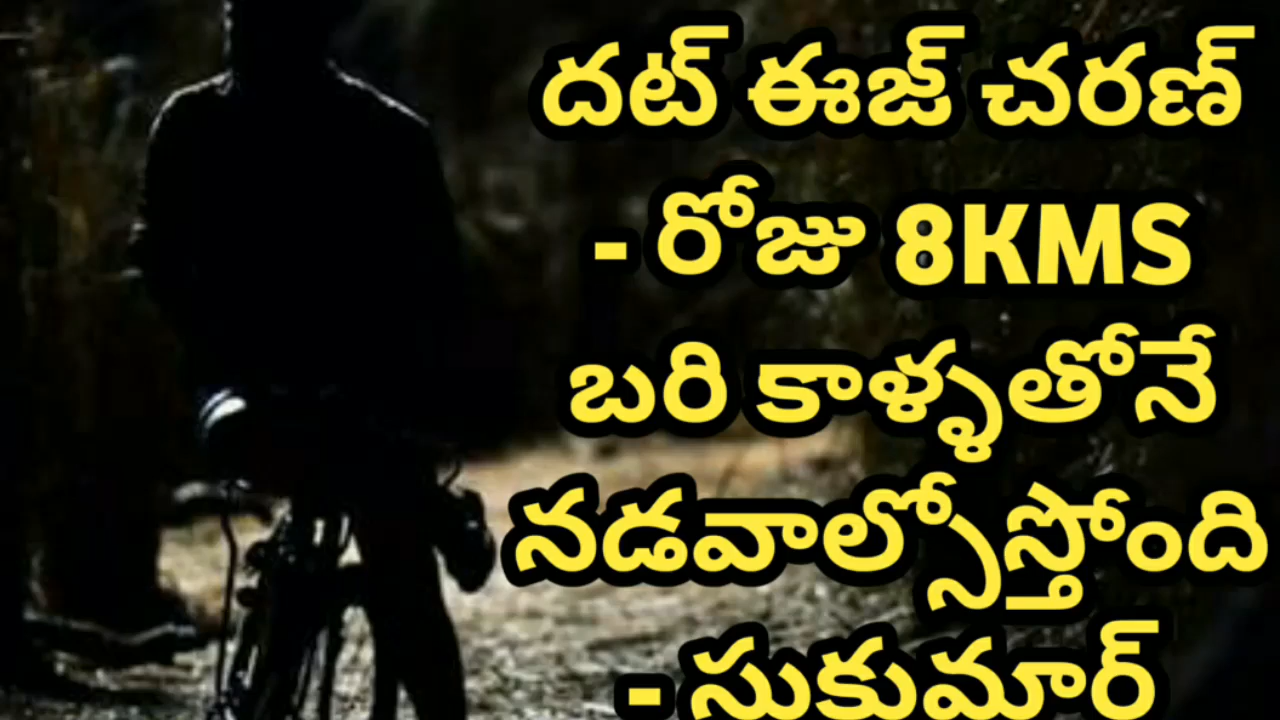 దట్ ఈజ్ చరణ్
- రోజు 8KMS
బరి కాళ్ళతోనే
నడవాల్సోస్తోంది
- సుకుమార్